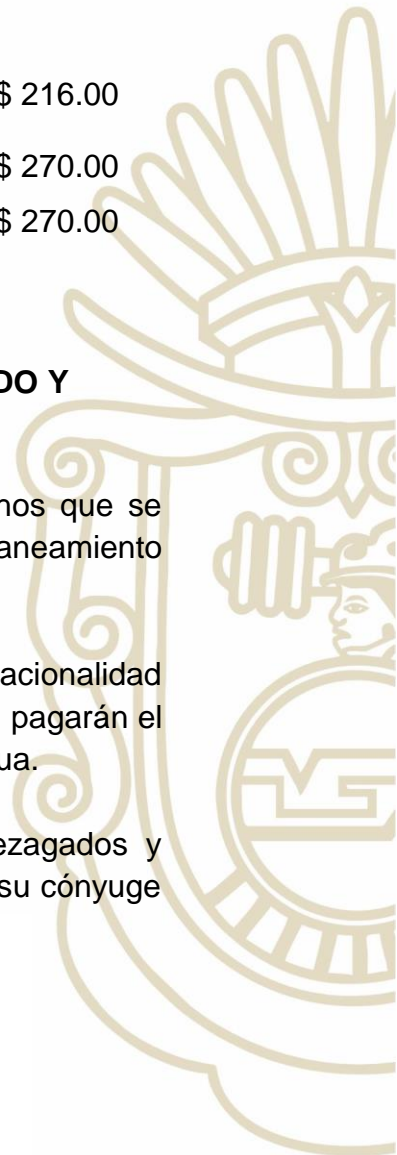 $ 216.00
$ 270.00
$ 270.00
DO Y
nos que se
aneamiento
acionalidad
pagarán el
ua.
ezagados y
su cónyuge